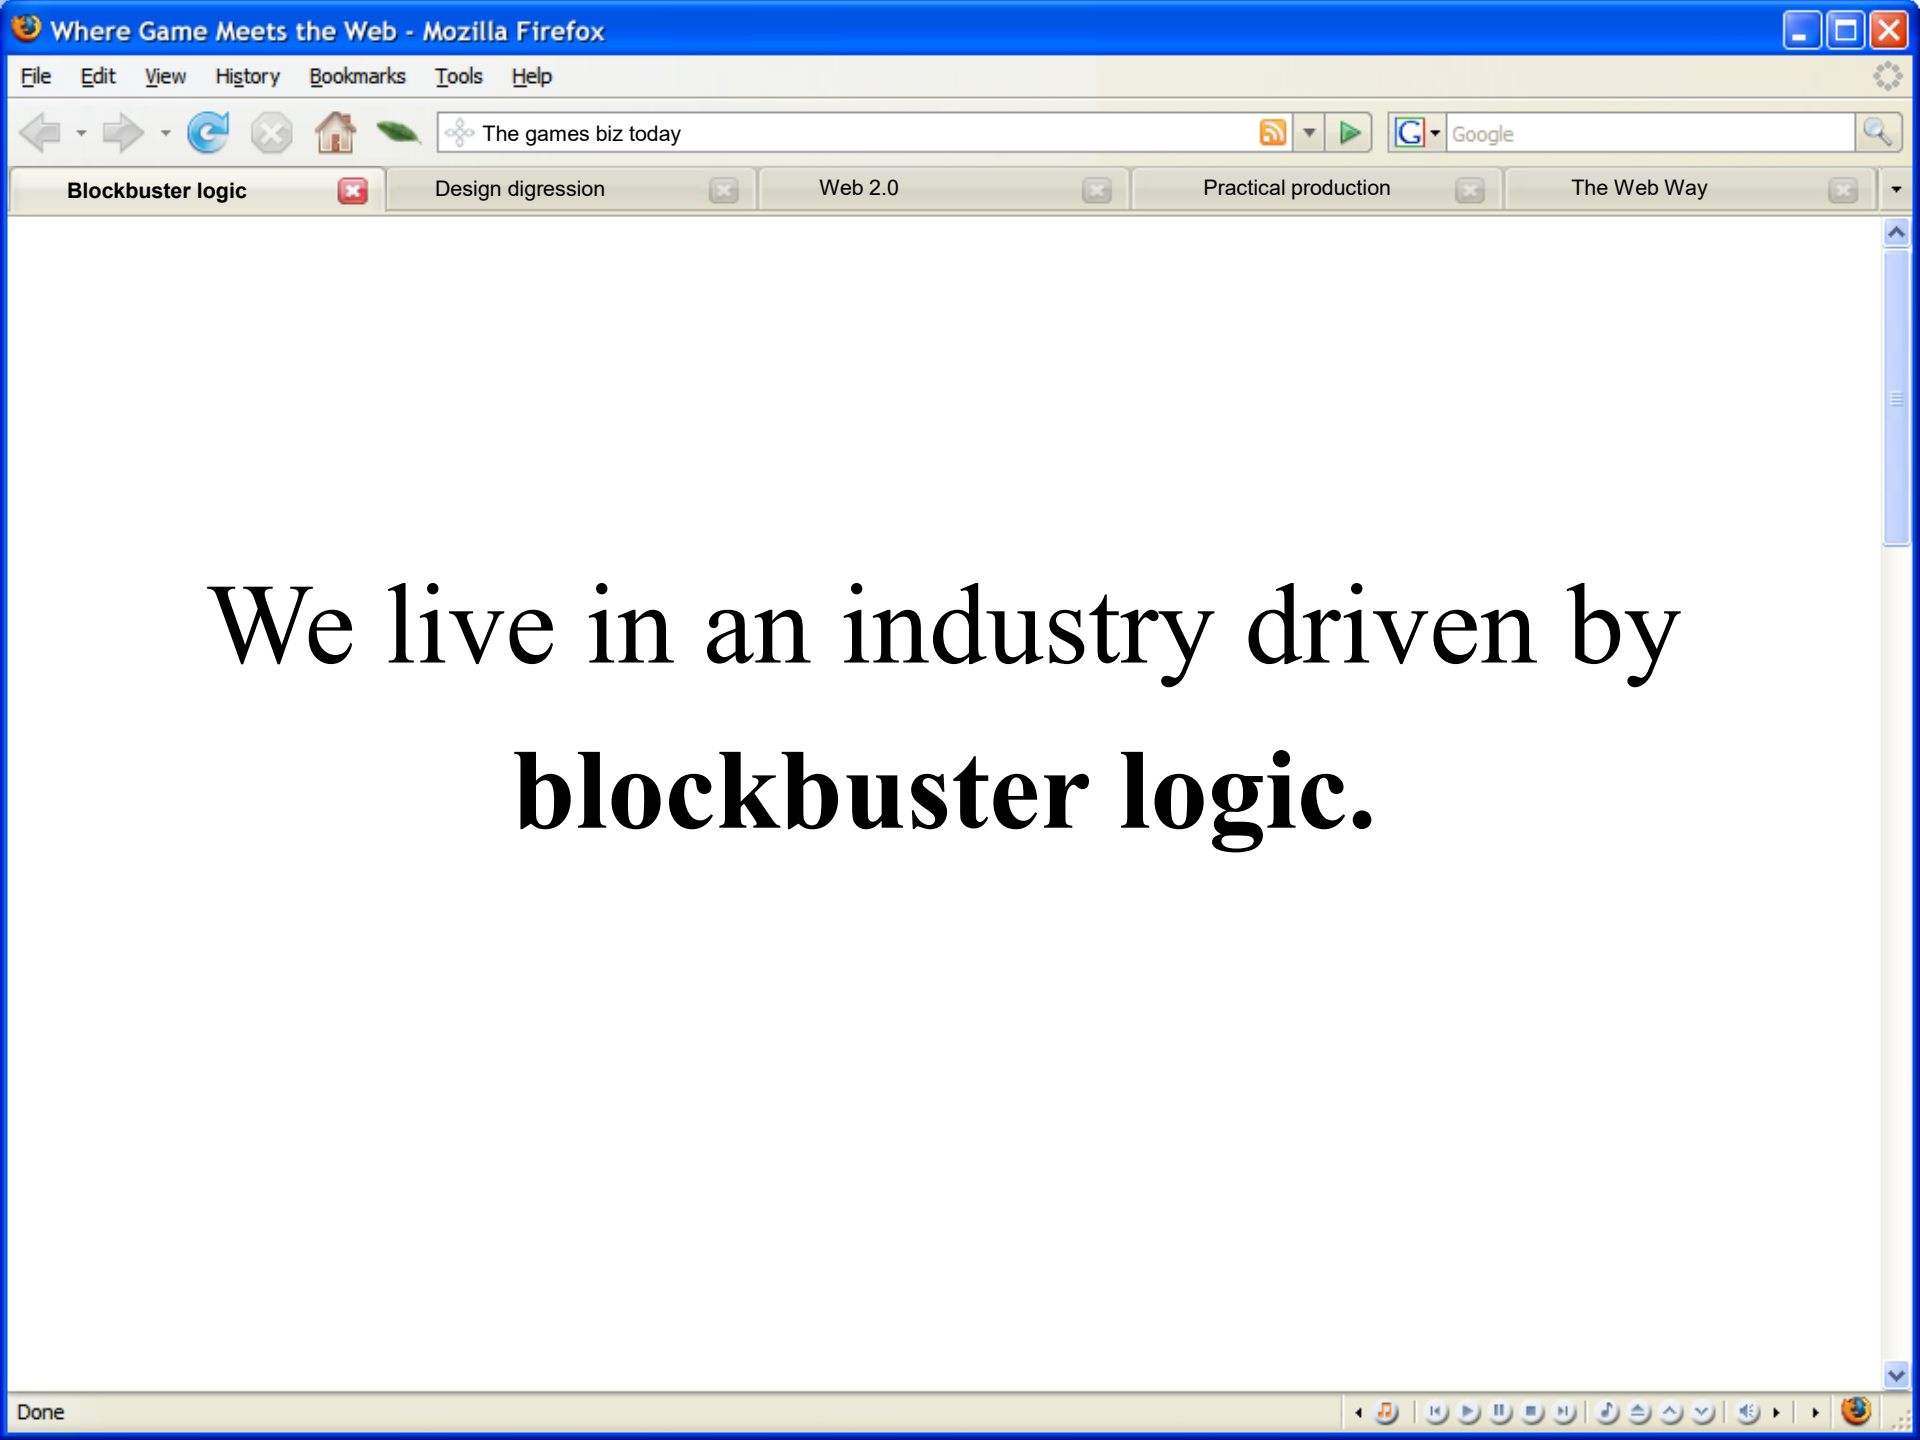 Where Game Meets the Web - Mozilla Firefox
File Edit View History Bookmarks Tools Help
The games biz today
G Google
Blockbuster logic Design digression Web 2.0 Practical production The Web Way
We live in an industry driven by
blockbuster logic.
Done